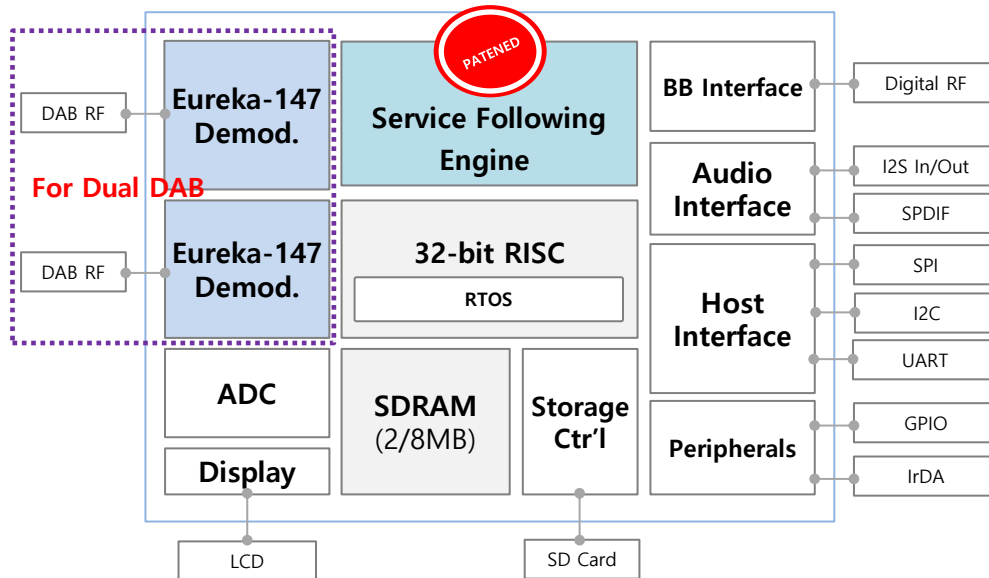 PATENED
DAB RF
Eureka-147
Demod.
Service Following
Engine
BB Interface
Digital RF
For Dual DAB
Audio
Interface
I2S In/Out
SPDIF
DAB RF
Eureka-147
Demod.
32-bit RISC
RTOS
Host
Interface
SPI
I2C
UART
ADC
SDRAM
(2/8MB)
Storage
Ctr'l
Peripherals
GPIO
IrDA
Display
LCD
SD Card